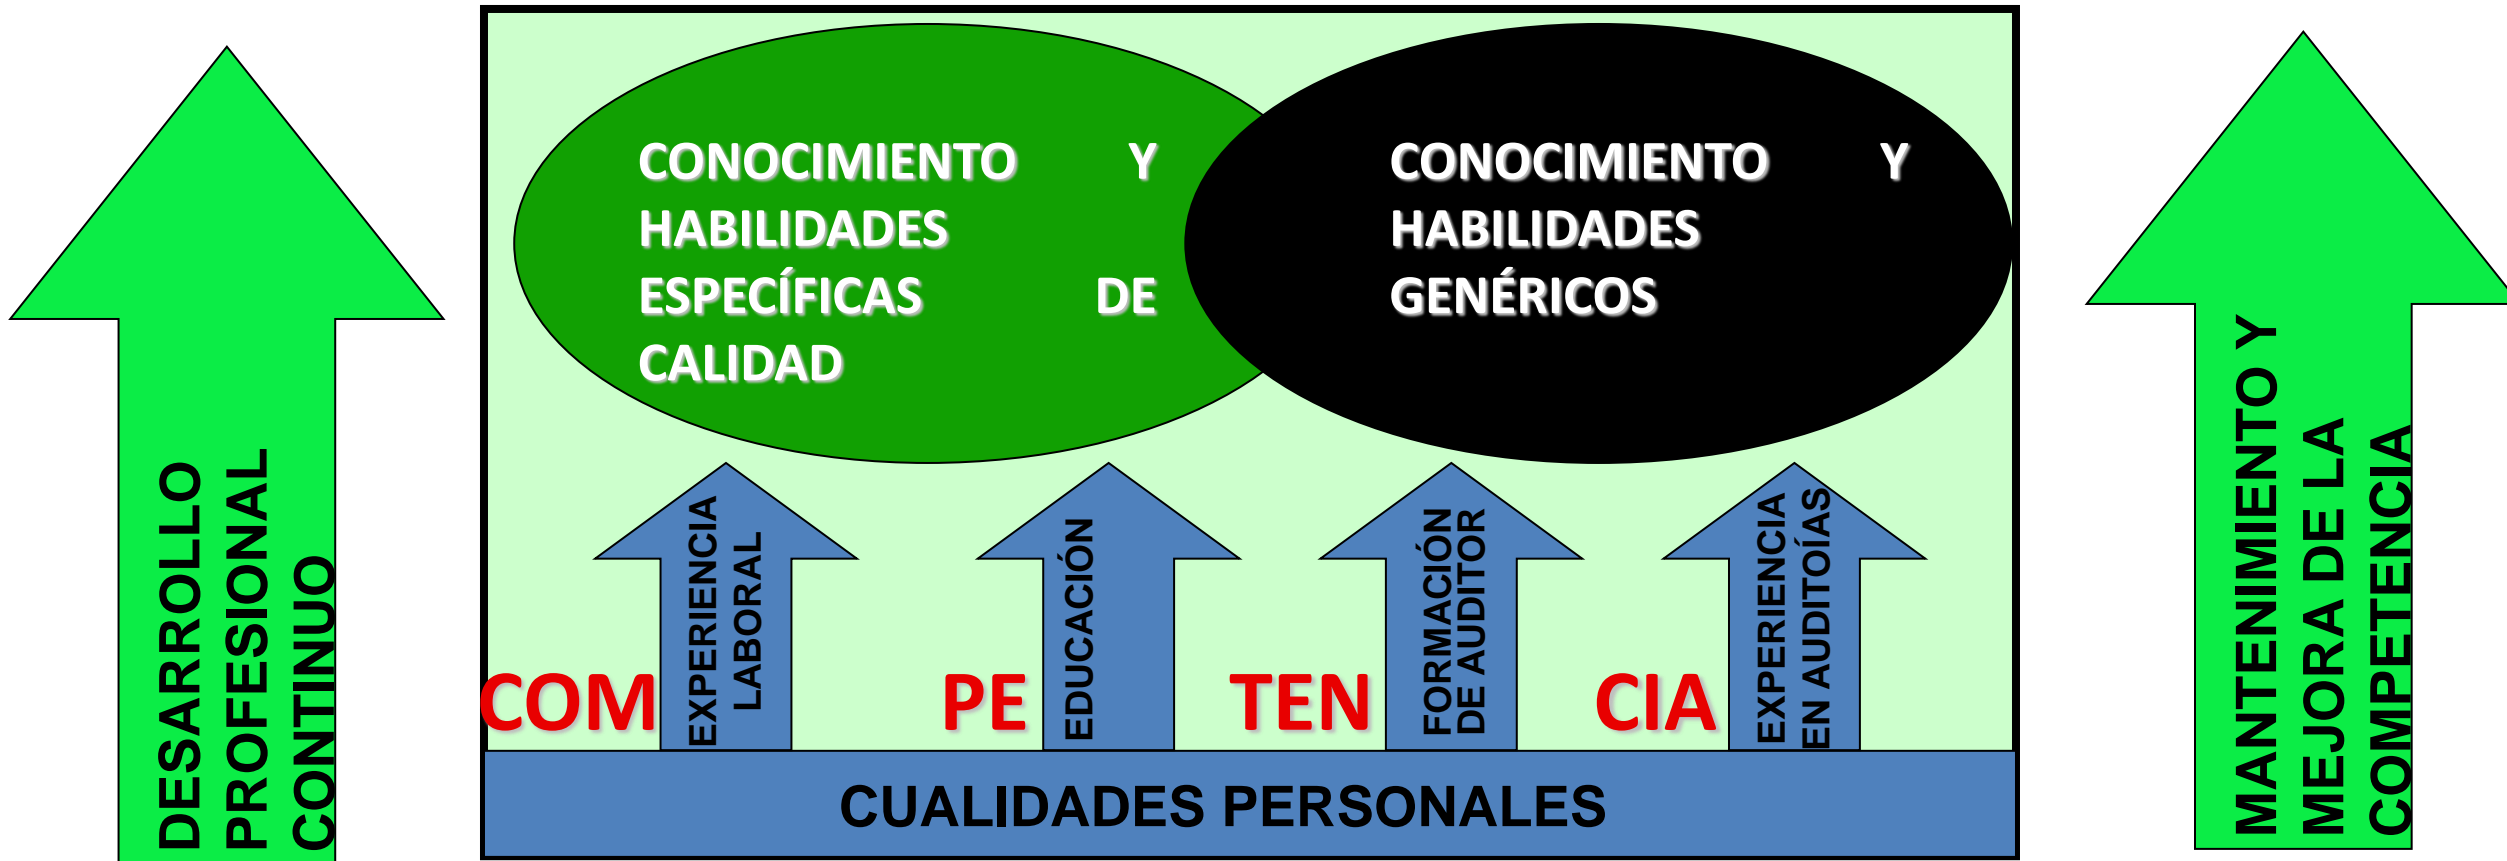 DESARROLLO
PROFESIONAL
CONTINUO
CONOCIMIENTO Y
HABILIDADES
ESPECÍFICAS DE
CALIDAD
CONOCIMIENTO Y
HABILIDADES
GENÉRICOS
EXPERIENCIA
LABORAL
EDUCACIÓN
FORMACIÓN
DE AUDITOR
EXPERIENCIA
EN AUDITOÍAS
COM PE TEN CIA
CUALIDADES PERSONALES
MANTENIMIENTO Y
MEJORA DE LA
COMPETENCIA